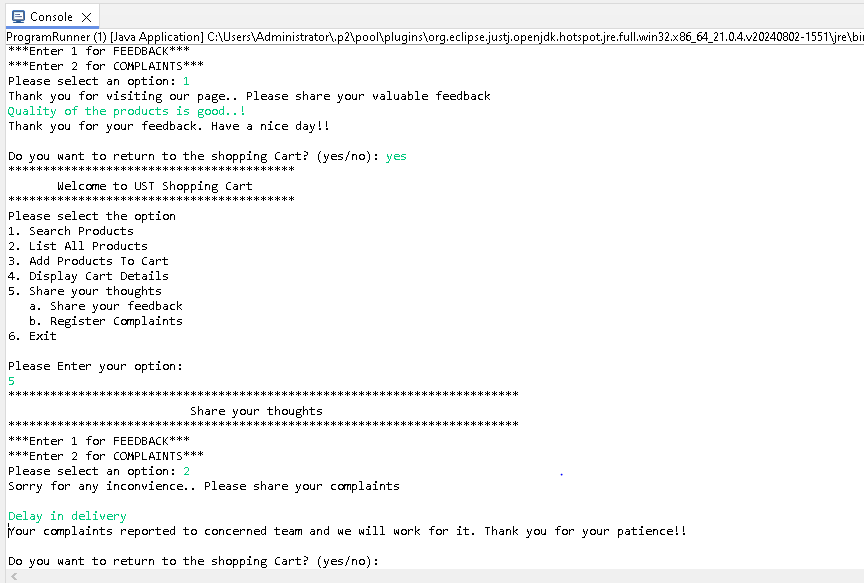 Console
ProgramRunner (1) [Java Application] C:\Users\Administrator\.p2\pool\plugins\org.eclipse.justj.openjdk.hotspot.jre.full.win32.x86_64_21.0.4.v20240802-1551\jre\bin
***Enter 1 for FEEDBACK***
***Enter 2 for COMPLAINTS***
Please select an option: 1
Thank you for visiting our page.. Please share your valuable feedback
Quality of the products is good..!
Thank you for your feedback. Have a nice day!!
Do you want to return to the shopping Cart? (yes/no): yes
*****************************************
Welcome to UST Shopping Cart
*****************************************
Please select the option
1. Search Products
2. List All Products
3. Add Products To Cart
4. Display Cart Details
5. Share your thoughts
a. Share your feedback
b. Register Complaints
6. Exit
Please Enter your option:
5
*************************************************************************
Share your thoughts
*************************************************************************
***Enter 1 for FEEDBACK***
***Enter 2 for COMPLAINTS***
Please select an option: 2
Sorry for any inconvience.. Please share your complaints
Delay in delivery
Your complaints reported to concerned team and we will work for it. Thank you for your patience!!
Do you want to return to the shopping Cart? (yes/no):